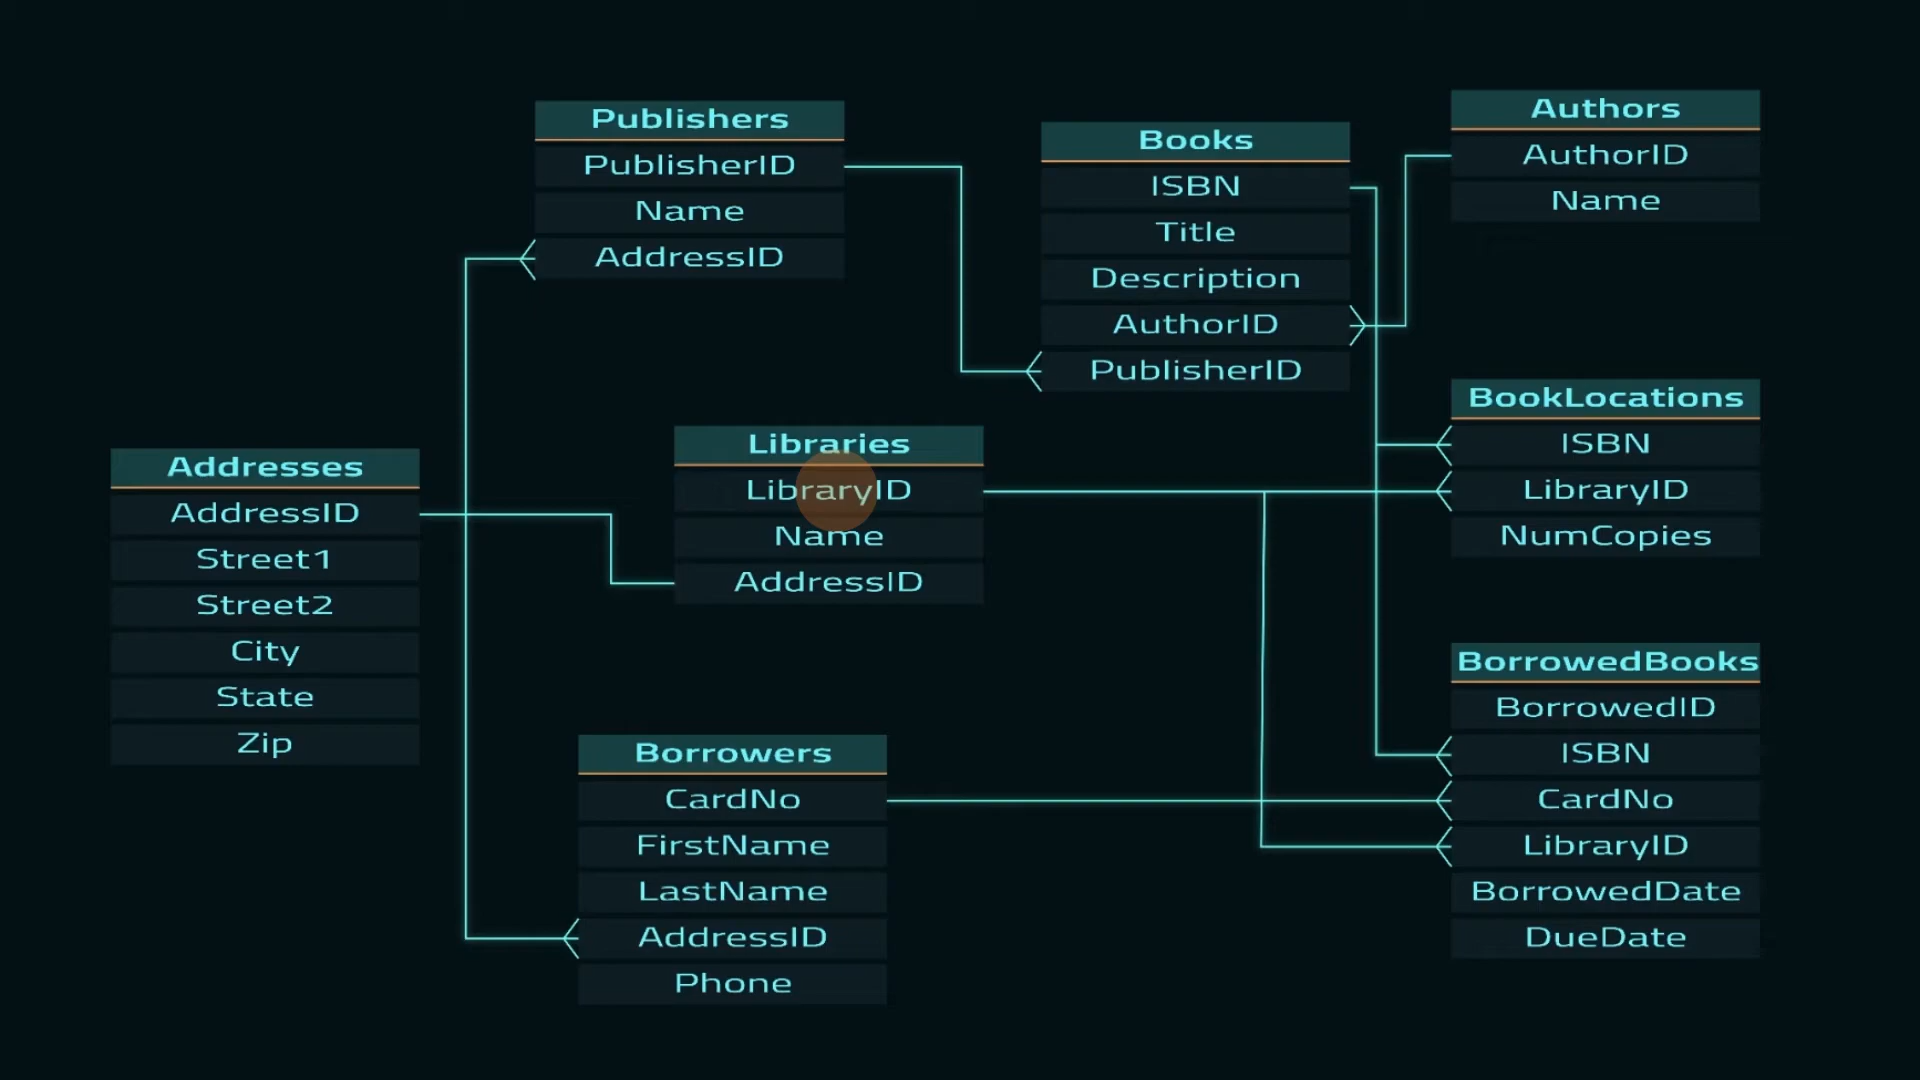 Publishers
PublisherID
Name
AddressID
Books
ISBN
Title
Description
AuthorID
PublisherID
Authors
AuthorID
Name
Addresses
AddressID
Street1
Street2
City
State
Zip
Libraries
LibraryID
Name
AddressID
BookLocations
ISBN
LibraryID
NumCopies
Borrowers
CardNo
FirstName
LastName
AddressID
Phone
BorrowedBooks
BorrowedID
ISBN
CardNo
LibraryID
BorrowedDate
DueDate